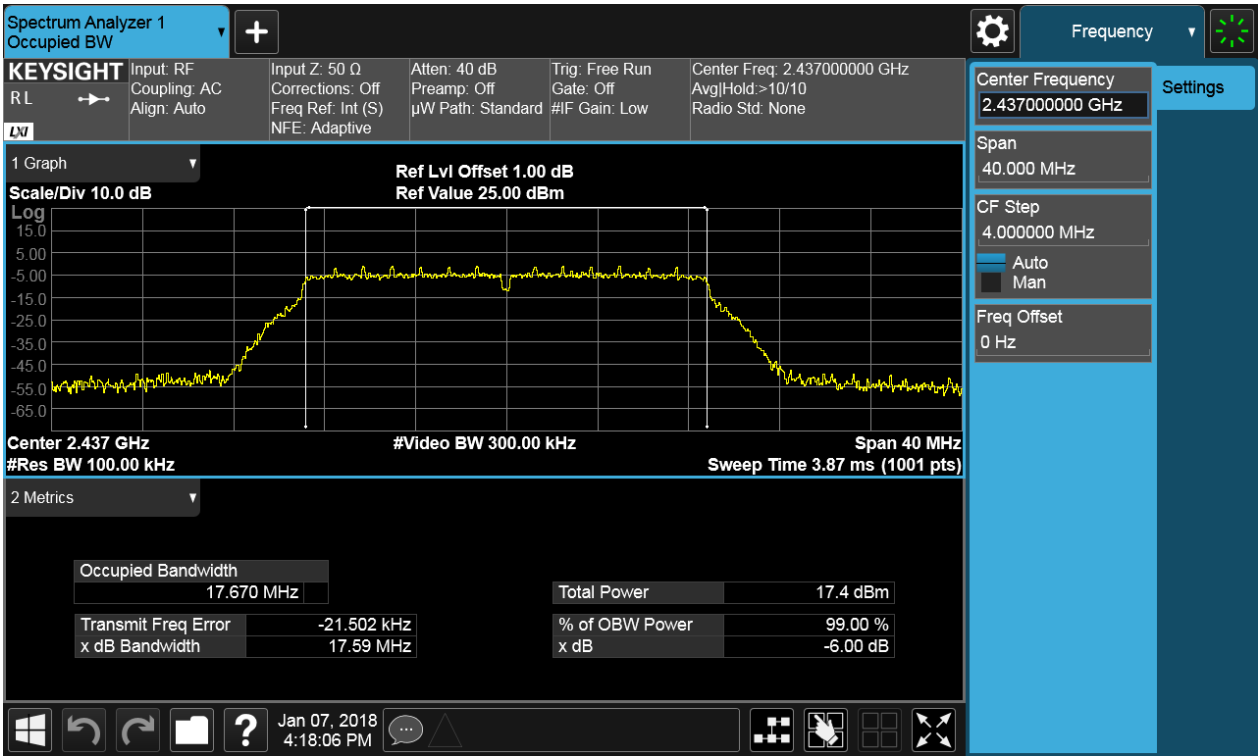 Spectrum Analyzer 1
Occupied BW
Frequency
KEYSIGHT
R L
LXI
Input: RF
Coupling: AC
Align: Auto
Input Z: 50 Ω
Corrections: Off
Freq Ref: Int (S)
NFE: Adaptive
Atten: 40 dB
Preamp: Off
µW Path: Standard
Trig: Free Run
Gate: Off
#IF Gain: Low
Center Freq: 2.437000000 GHz
Avg|Hold:>10/10
Radio Std: None
Center Frequency
2.437000000 GHz
Settings
Span
40.000 MHz
CF Step
4.000000 MHz
Auto
Man
Freq Offset
0 Hz
1 Graph
Scale/Div 10.0 dB
Ref Lvl Offset 1.00 dB
Ref Value 25.00 dBm
Log
15.0
5.00
-5.00
-15.0
-25.0
-35.0
-45.0
-55.0
-65.0
Center 2.437 GHz
#Video BW 300.00 kHz
Span 40 MHz
#Res BW 100.00 kHz
Sweep Time 3.87 ms (1001 pts)
2 Metrics
Occupied Bandwidth
17.670 MHz
Total Power 17.4 dBm
Transmit Freq Error -21.502 kHz
% of OBW Power 99.00 %
x dB Bandwidth 17.59 MHz
x dB -6.00 dB
?
Jan 07, 2018
4:18:06 PM